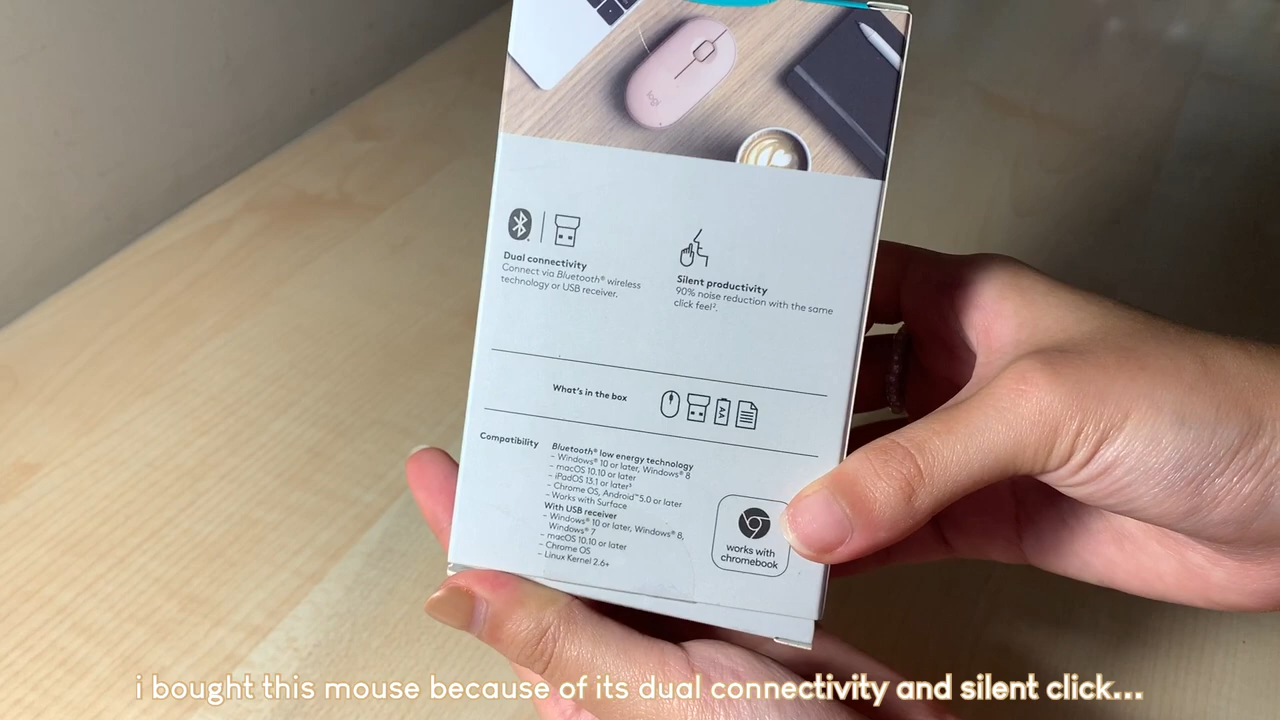 logi
Dual connectivity
Connect via Bluetooth® wireless
technology or USB receiver.
Silent productivity
90% noise reduction with the same
click feel².
What's in the box
AA
Compatibility
Bluetooth® low energy technology
– Windows® 10 or later, Windows® 8
– macOS 10.10 or later
– iPadOS 13.1 or later³
– Chrome OS, Android™ 5.0 or later
– Works with Surface
With USB receiver
– Windows® 10 or later, Windows® 8,
Windows® 7
– macOS 10.10 or later
– Chrome OS
– Linux Kernel 2.6+
works with
chromebook
i bought this mouse because of its dual connectivity and silent click...